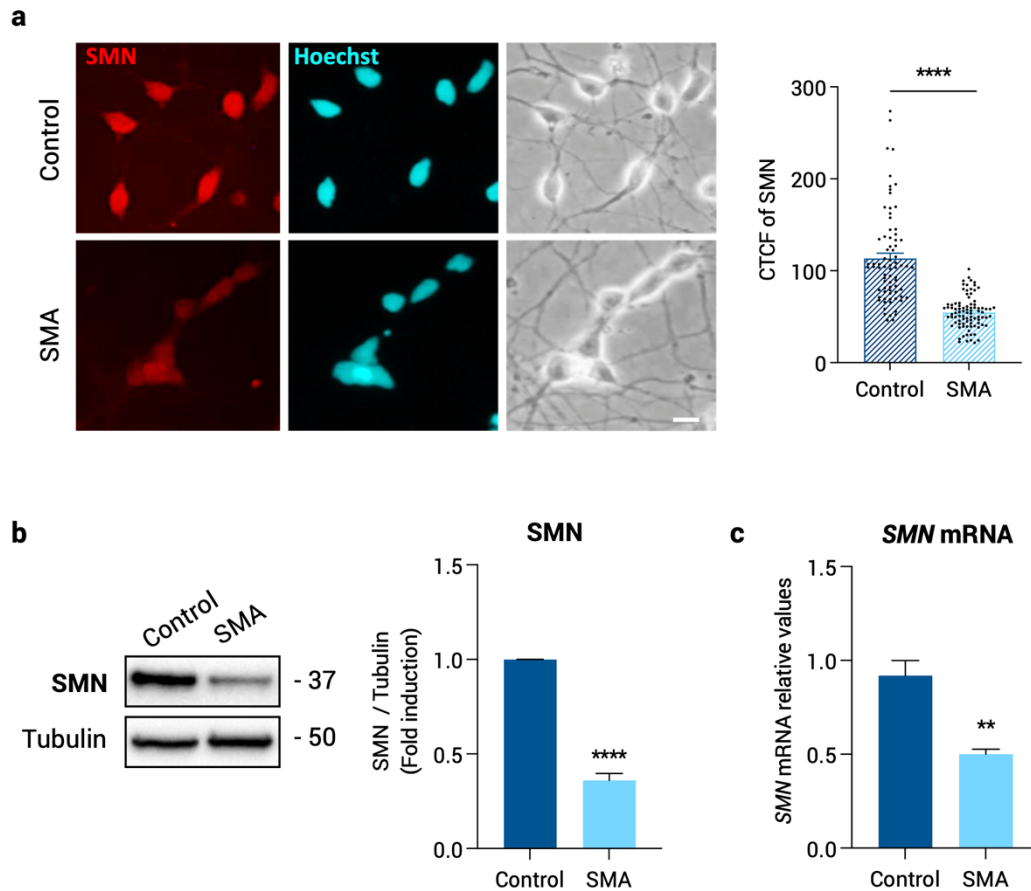 a
SMN
Hoechst
Control
SMA
****
CTCF of SMN
300
200
100
0
Control
SMA
b
Control
SMA
SMN
- 37
Tubulin
- 50
SMN
SMN / Tubulin
(Fold induction)
1.5
1.0
0.5
0.0
****
Control
SMA
c
SMN mRNA
SMN mRNA relative values
1.5
1.0
0.5
0.0
**
Control
SMA